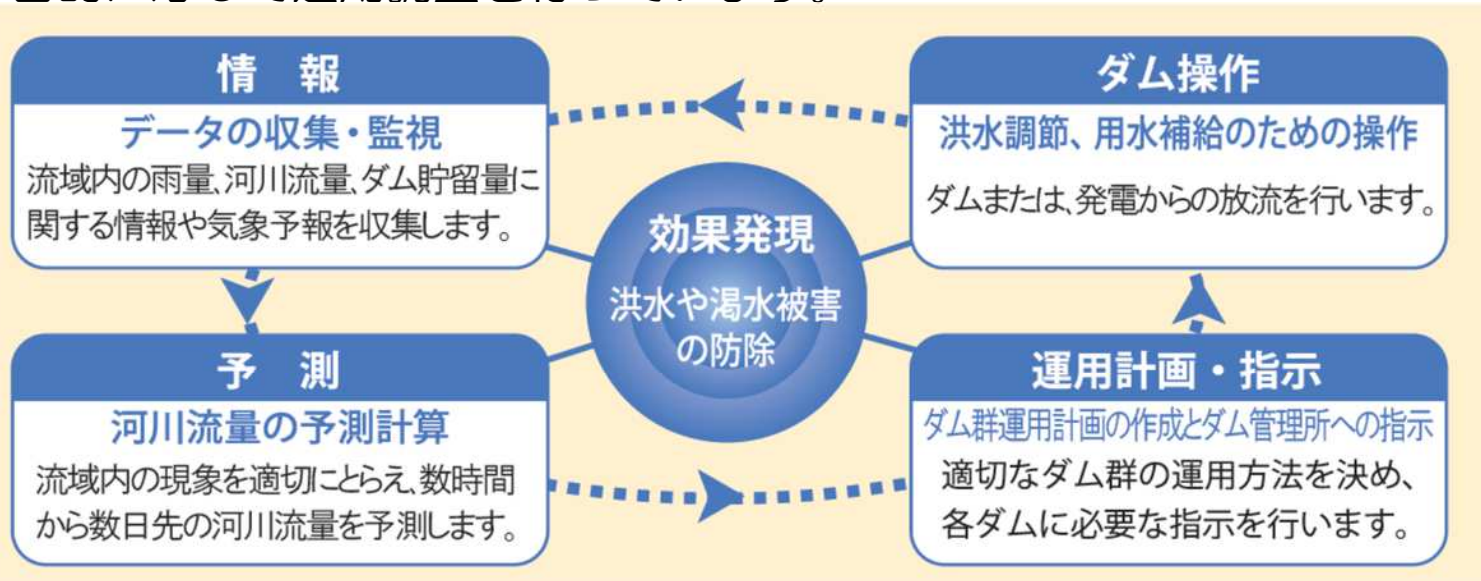 情 報
データの収集・監視
流域内の雨量、河川流量、ダム貯留量に
関する情報や気象予報を収集します。
予 測
河川流量の予測計算
流域内の現象を適切にとらえ、数時間
から数日先の河川流量を予測します。
効果発現
洪水や渇水被害
の防除
ダム操作
洪水調節、用水補給のための操作
ダムまたは、発電からの放流を行います。
運用計画・指示
ダム群運用計画の作成とダム管理所への指示
適切なダム群の運用方法を決め、
各ダムに必要な指示を行います。